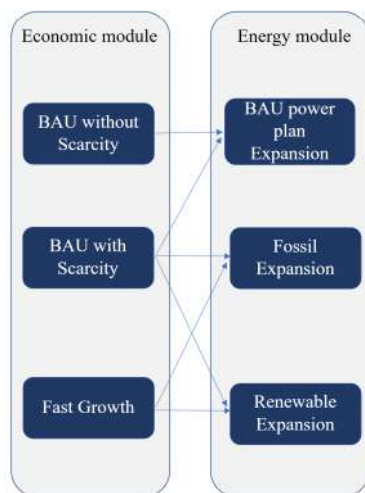 Economic module
Energy module
BAU without
Scarcity
BAU power
plan
Expansion
BAU with
Scarcity
Fossil
Expansion
Fast Growth
Renewable
Expansion